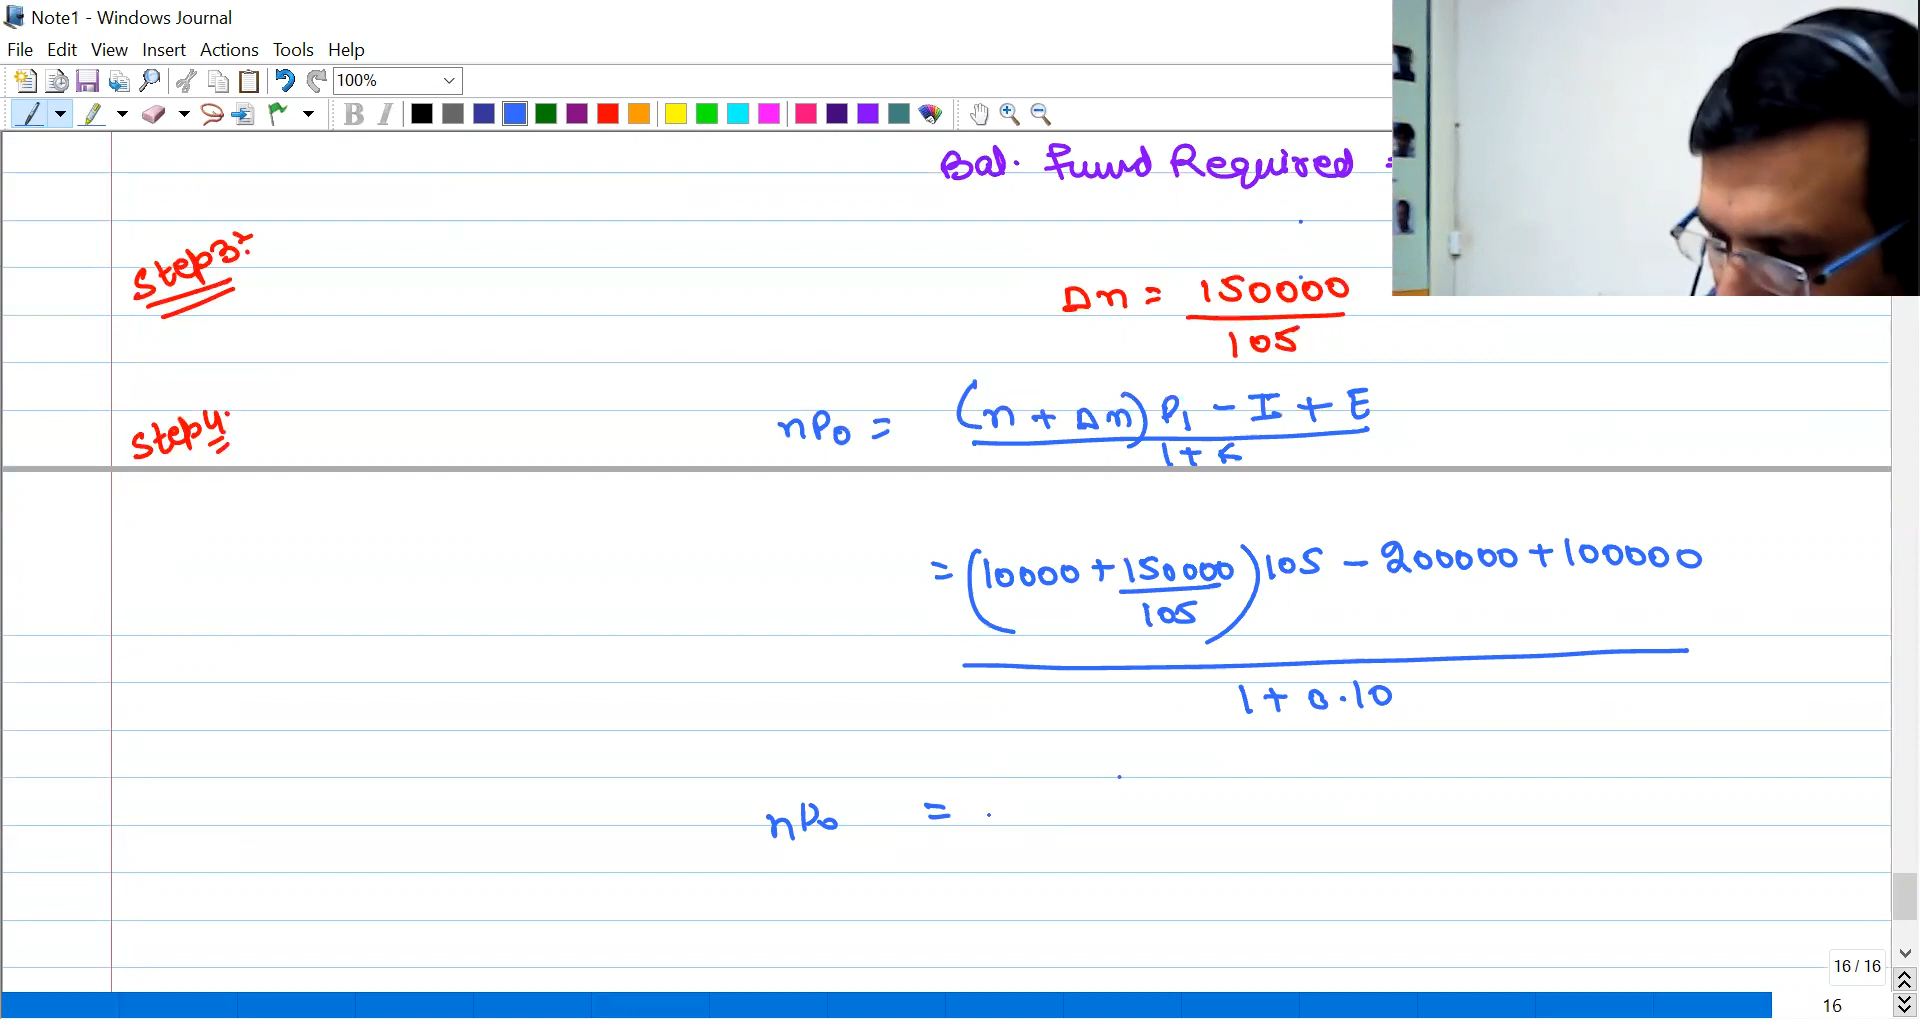 Note1 - Windows Journal
File Edit View Insert Actions Tools Help
100%
B I
Bal. Fund Required =
Step3:
Δn = 150000
105
Step4:
nP₀ = (n + Δn) P₁ - I + E
1+K
= (10000 + 150000/105) 105 - 200000 + 100000
1 + 0.10
nP₀ =
16 / 16
16